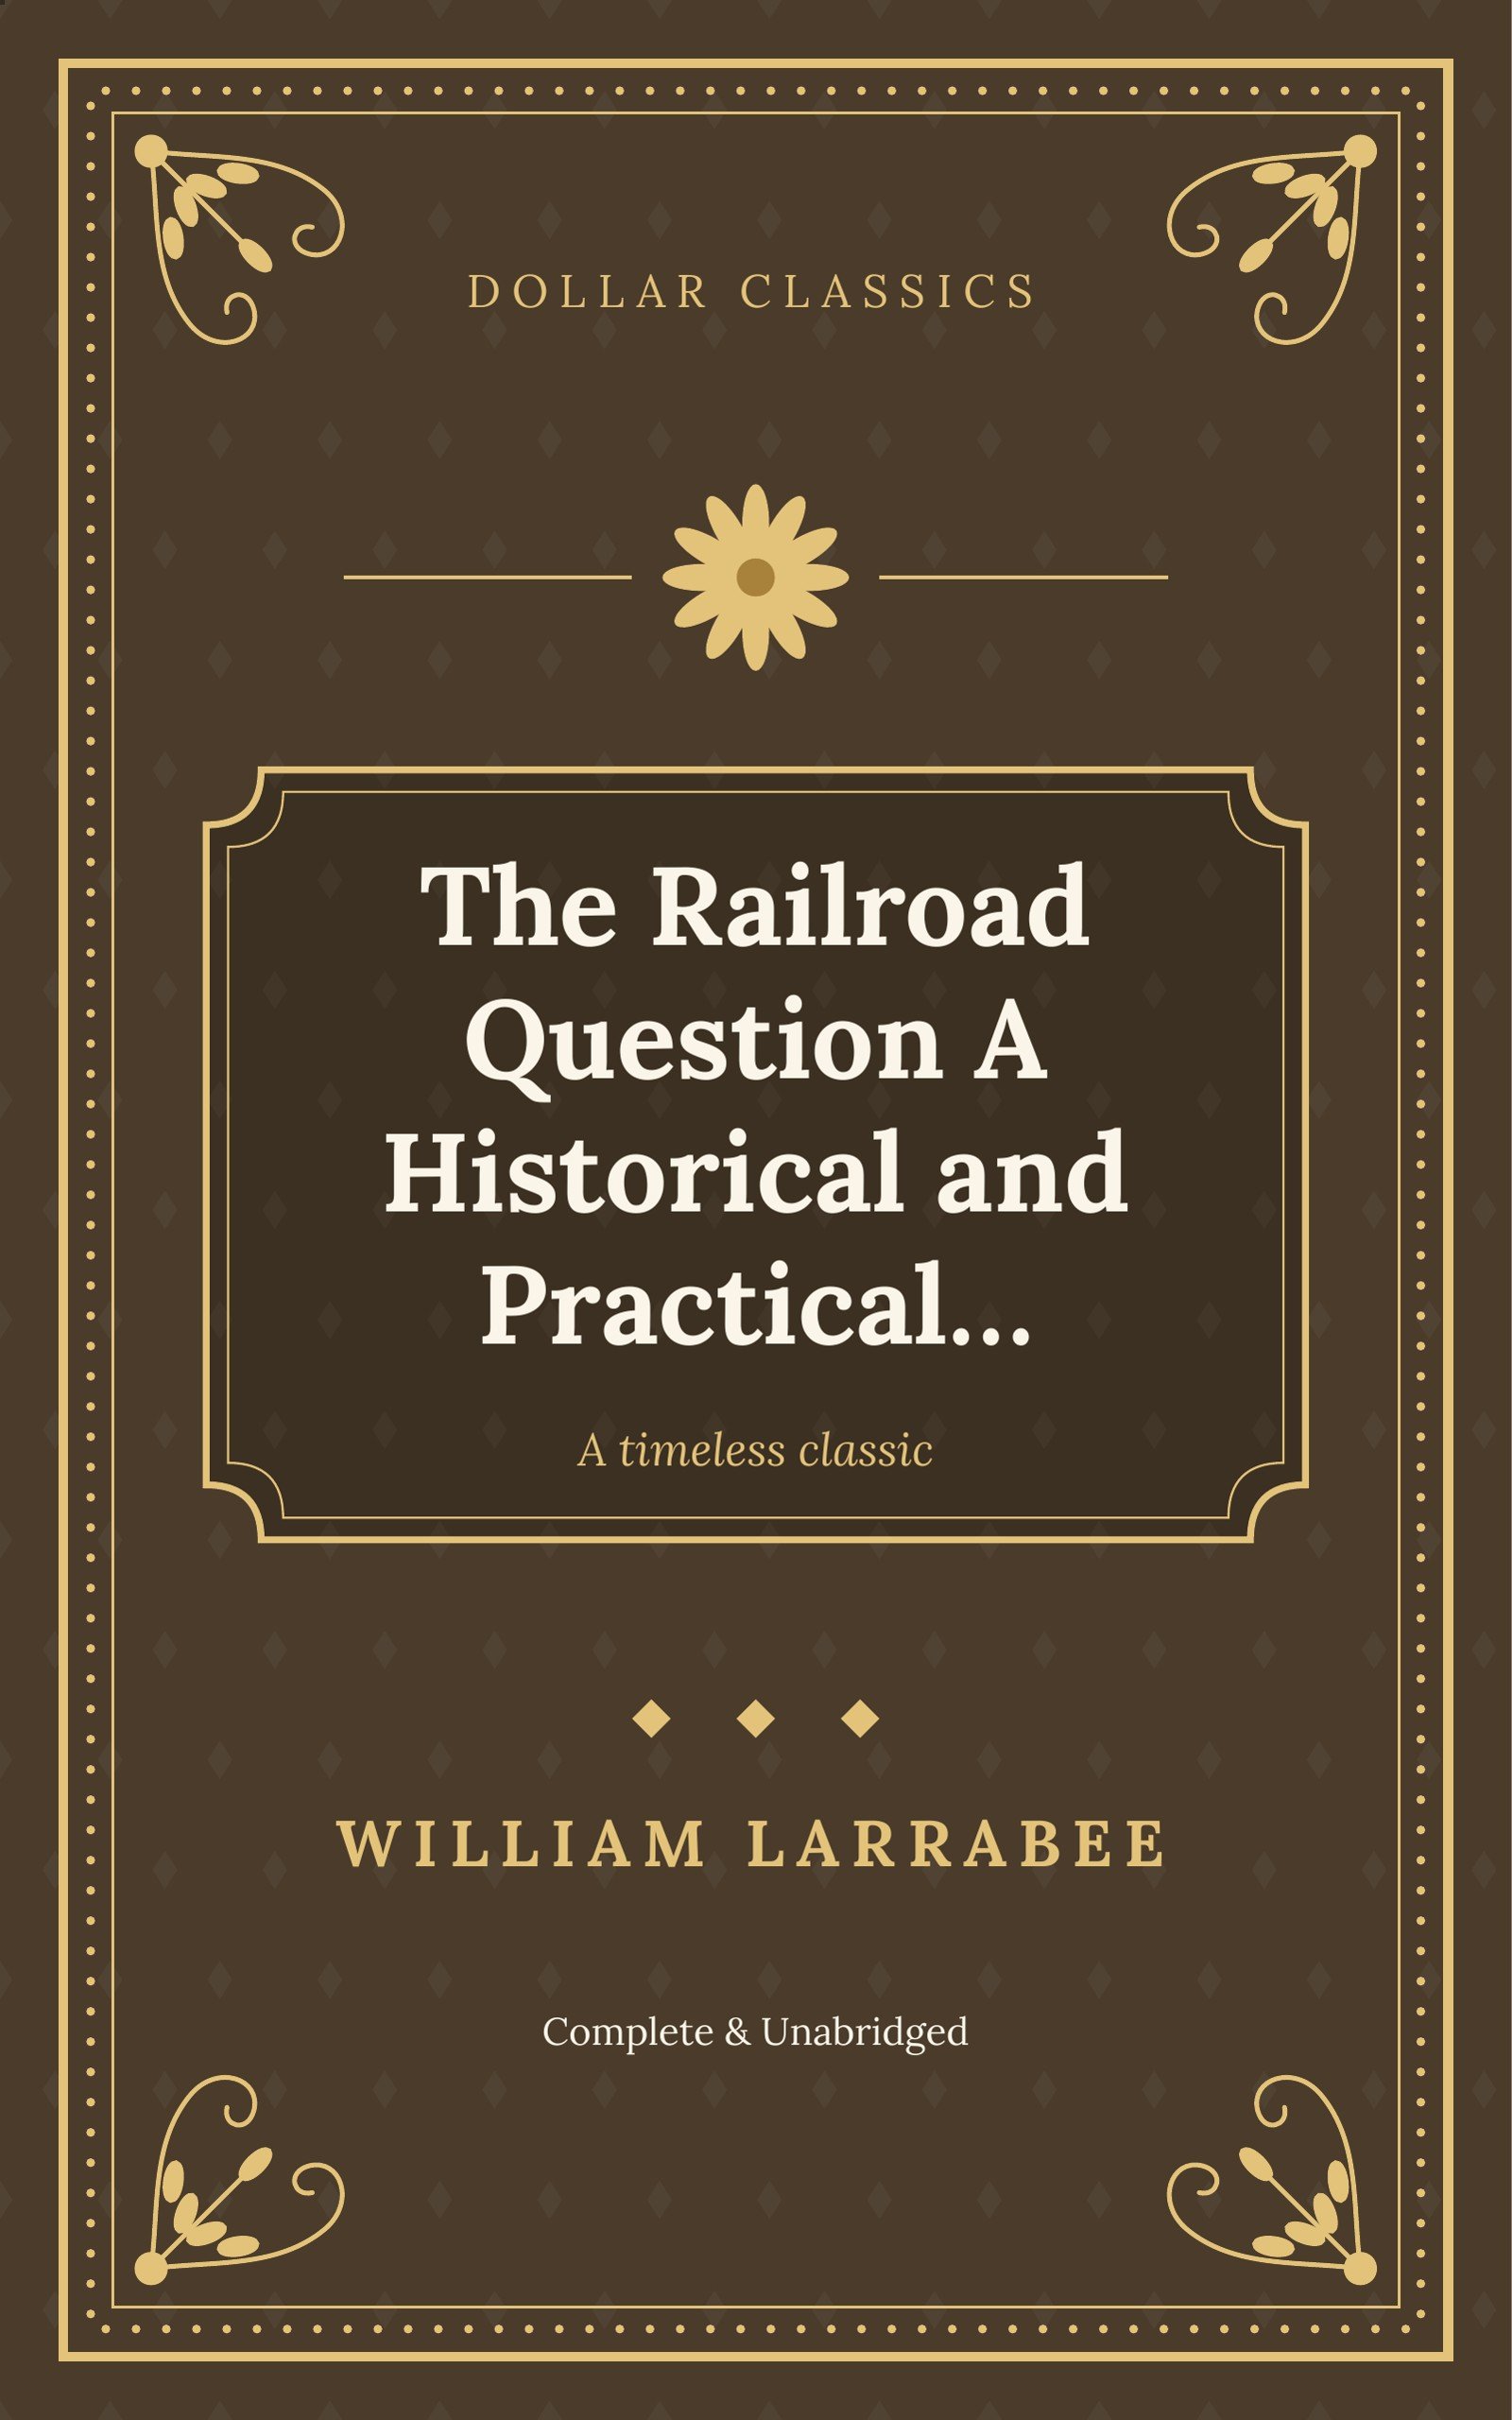 DOLLAR CLASSICS
The Railroad
Question A
Historical and
Practical...
A timeless classic
WILLIAM LARRABEE
Complete & Unabridged